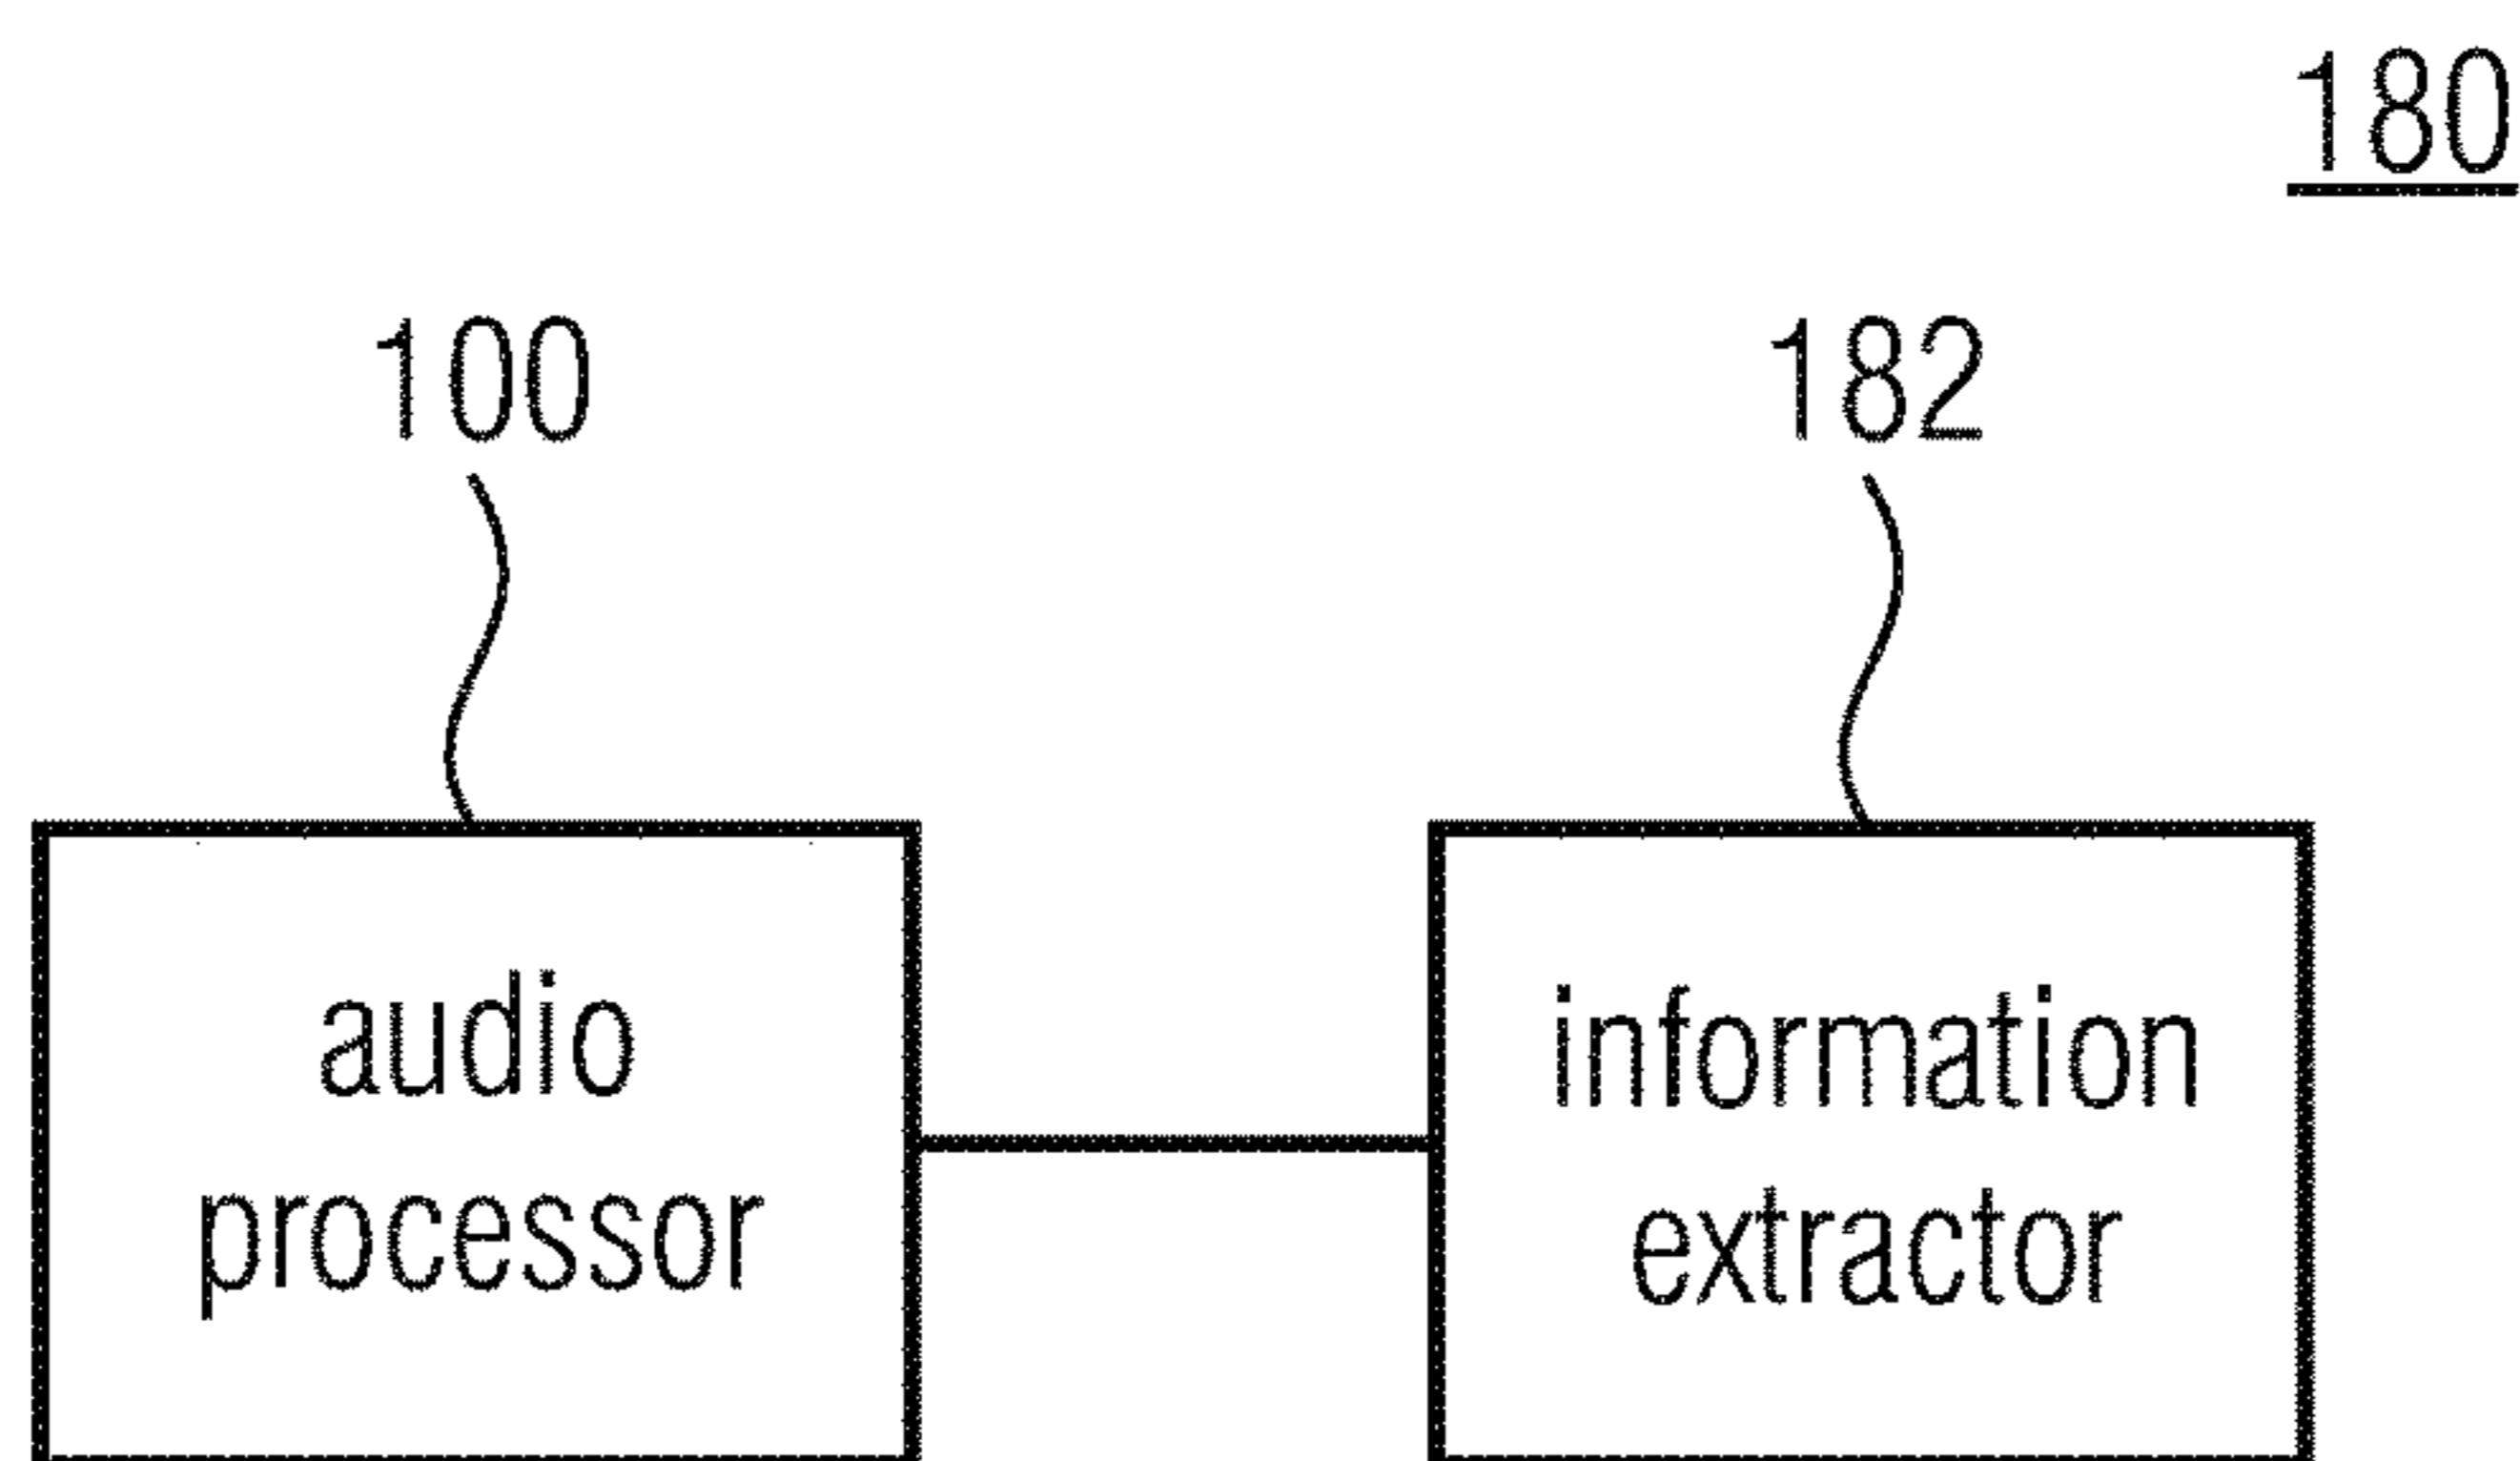 180
100
182
audio
processor
information
extractor